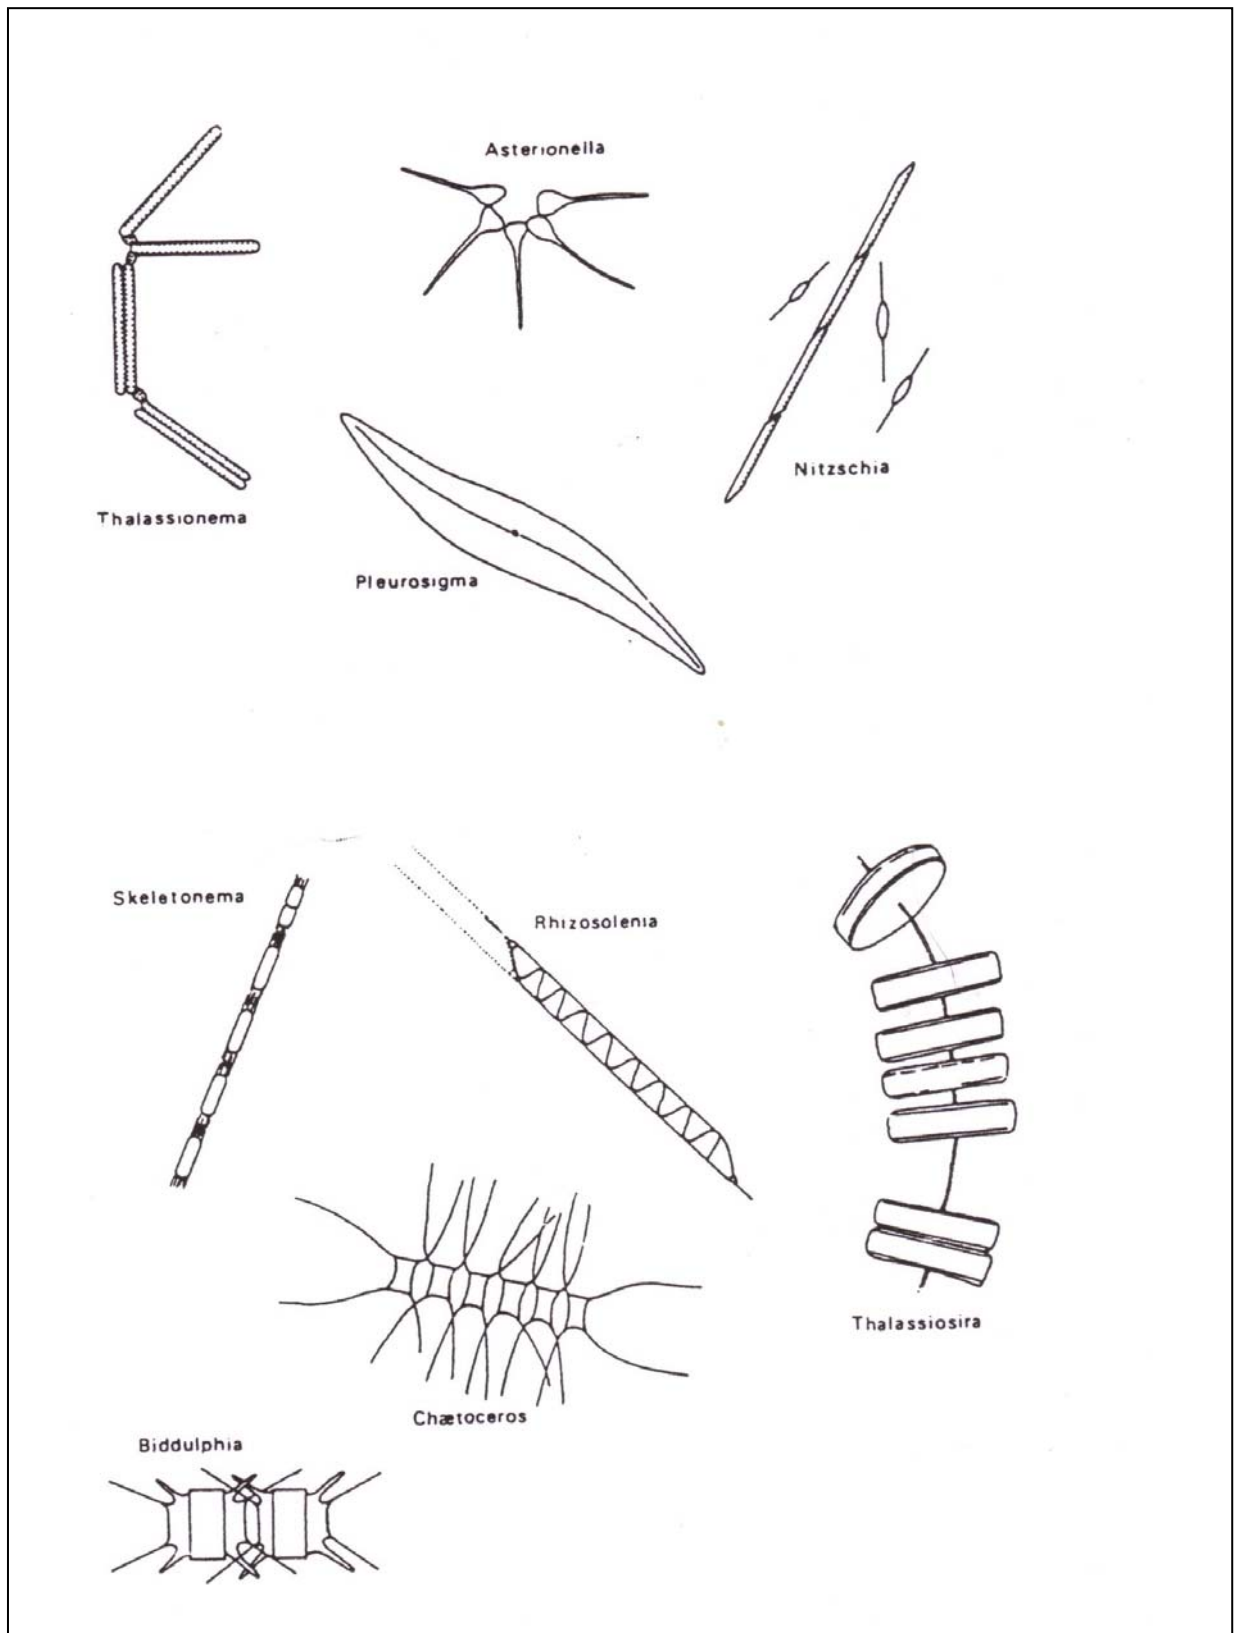 Asterionella
Nitzschia
Thalassionema
Pleurosigma
Skeletonema
Rhizosolenia
Thalassiosira
Chætoceros
Biddulphia